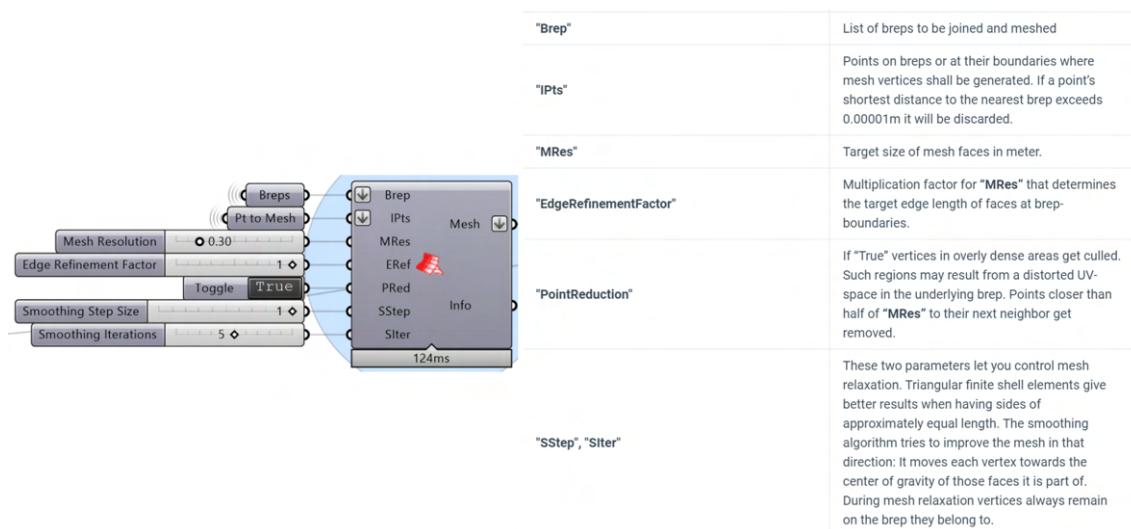 Breps
Pt to Mesh
Mesh Resolution
0.30
Edge Refinement Factor
1
Toggle
True
Smoothing Step Size
1
Smoothing Iterations
5
Brep
IPts
MRes
ERef
PRed
SStep
SIter
Mesh
Info
124ms
"Brep"
List of breps to be joined and meshed
"IPts"
Points on breps or at their boundaries where
mesh vertices shall be generated. If a point's
shortest distance to the nearest brep exceeds
0.00001m it will be discarded.
"MRes"
Target size of mesh faces in meter.
"EdgeRefinementFactor"
Multiplication factor for "MRes" that determines
the target edge length of faces at brep-
boundaries.
"PointReduction"
If "True" vertices in overly dense areas get culled.
Such regions may result from a distorted UV-
space in the underlying brep. Points closer than
half of "MRes" to their next neighbor get
removed.
"SStep", "SIter"
These two parameters let you control mesh
relaxation. Triangular finite shell elements give
better results when having sides of
approximately equal length. The smoothing
algorithm tries to improve the mesh in that
direction: It moves each vertex towards the
center of gravity of those faces it is part of.
During mesh relaxation vertices always remain
on the brep they belong to.